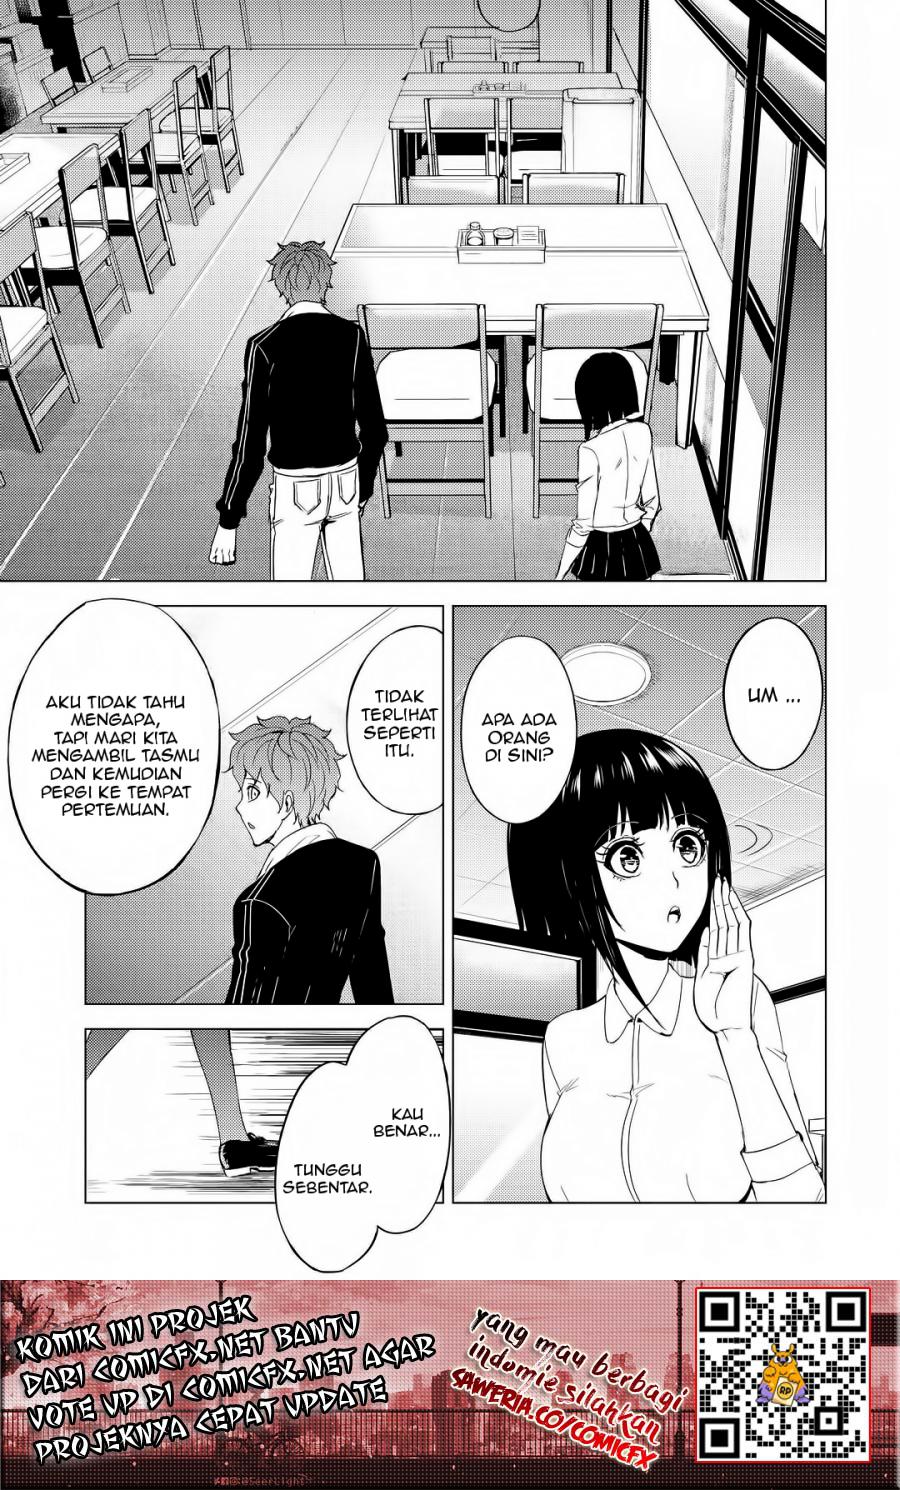 UM ...
APA ADA
ORANG
DI SINI?
TIDAK
TERLIHAT
SEPERTI
ITU.
AKU TIDAK TAHU
MENGAPA,
TAPI MARI KITA
MENGAMBIL TASMU
DAN KEMUDIAN
PERGI KE TEMPAT
PERTEMUAN.
KAU
BENAR...
TUNGGU
SEBENTAR.
KOMIK INI PROJEK
DARI COMICFX.NET BANTU
VOTE UP DI COMICFX.NET AGAR
PROJEKNYA CEPAT UPDATE
yang mau berbagi
indomie silahkan
SAWERIA.CO/COMICFX
RP
@SeerLight